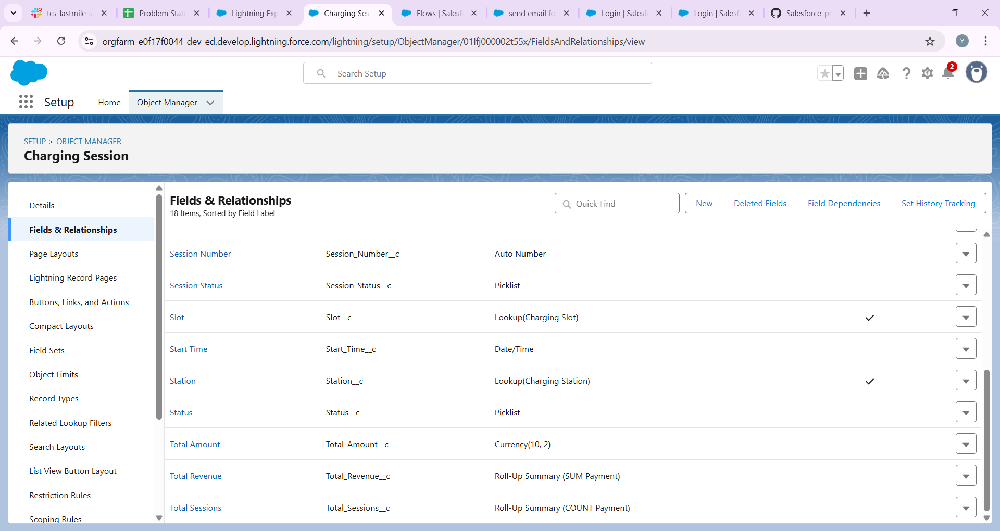 tcs-lastmile-s
Problem State
Lightning Exp
Charging Ses
Flows | Salesf
send email fo
Login | Salesf
Login | Salesf
Salesforce-pr
orgfarm-e0f17f0044-dev-ed.develop.lightning.force.com/lightning/setup/ObjectManager/01Ifj000002t55x/FieldsAndRelationships/view
Y
Search Setup
2
Setup
Home
Object Manager
SETUP > OBJECT MANAGER
Charging Session
Details
Fields & Relationships
Page Layouts
Lightning Record Pages
Buttons, Links, and Actions
Compact Layouts
Field Sets
Object Limits
Record Types
Related Lookup Filters
Search Layouts
List View Button Layout
Restriction Rules
Scoping Rules
Fields & Relationships
18 Items, Sorted by Field Label
Quick Find
New
Deleted Fields
Field Dependencies
Set History Tracking
Session Number Session_Number__c Auto Number
Session Status Session_Status__c Picklist
Slot Slot__c Lookup(Charging Slot)
Start Time Start_Time__c Date/Time
Station Station__c Lookup(Charging Station)
Status Status__c Picklist
Total Amount Total_Amount__c Currency(10, 2)
Total Revenue Total_Revenue__c Roll-Up Summary (SUM Payment)
Total Sessions Total_Sessions__c Roll-Up Summary (COUNT Payment)